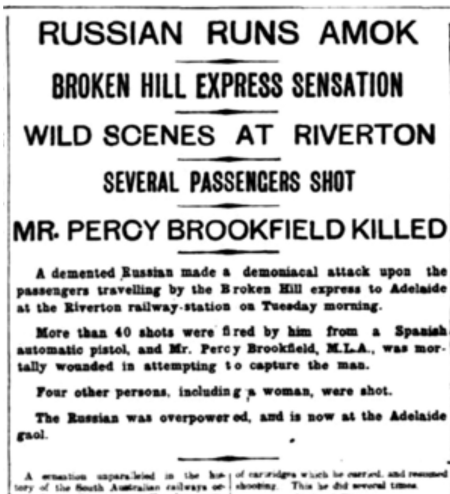 RUSSIAN RUNS AMOK
BROKEN HILL EXPRESS SENSATION
WILD SCENES AT RIVERTON
SEVERAL PASSENGERS SHOT
MR. PERCY BROOKFIELD KILLED
A demented Russian made a demoniacal attack upon the
passengers travelling by the Broken Hill express to Adelaide
at the Riverton railway-station on Tuesday morning.
More than 40 shots were fired by him from a Spanish
automatic pistol, and Mr. Percy Brookfield, M.L.A., was mor-
tally wounded in attempting to capture the man.
Four other persons, including a woman, were shot.
The Russian was overpowered, and is now at the Adelaide
gaol.
A sensation unparalleled in the his-
tory of the South Australian railways oc-
of cartridges which he carried, and resumed
shooting. This he did several times.